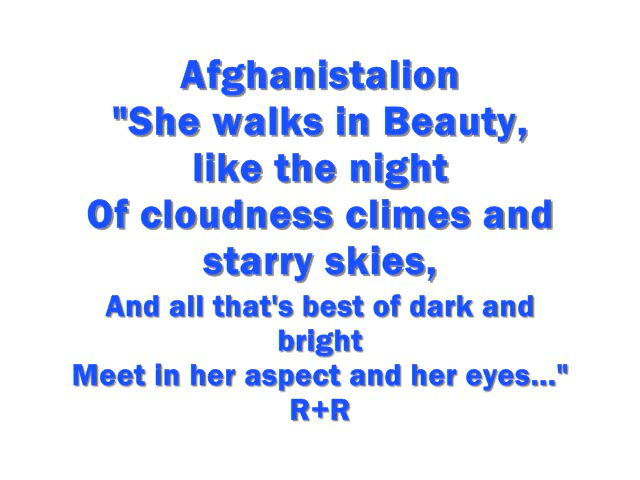 Afghanistalion
"She walks in Beauty,
like the night
Of cloudness climes and
starry skies,
And all that's best of dark and
bright
Meet in her aspect and her eyes..."
R+R